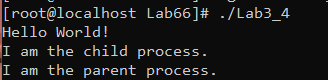 [root@localhost Lab66]# ./Lab3_4
Hello World!
I am the child process.
I am the parent process.